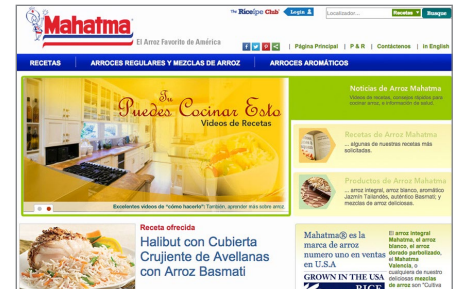 The Ricecipe Club
Login
Localizador...
Recetas
Busque
Mahatma
El Arroz Favorito de América
| Página Principal | P & R | Contáctenos | in English
RECETAS
ARROCES REGULARES Y MEZCLAS DE ARROZ
ARROCES AROMÁTICOS
Tu
Puedes Cocinar Esto
Videos de Recetas
Excelentes videos de "cómo hacerlo": También, aprender más sobre arroz
Noticias de Arroz Mahatma
Videos de recetas, consejos rápidos para
cocinar arroz, e información de salud.
Recetas de Arroz Mahatma
... algunas de nuestras recetas más
solicitadas.
Productos de Arroz Mahatma
... arroz integral, arroz blanco, aromático
Jazmín Tailandés, auténtico Basmati, y
mezclas de arroz deliciosas.
Receta ofrecida
Halibut con Cubierta
Crujiente de Avellanas
con Arroz Basmati
Mahatma® es la
marca de arroz
numero uno en ventas
en U.S.A
GROWN IN THE USA
RICE
El arroz integral
Mahatma, el arroz
blanco, el arroz
dorado parbolizado,
el Mahatma
Valencia, o
cualquiera de nuestro
deliciosos mezclas
de arroz son "Cultiva